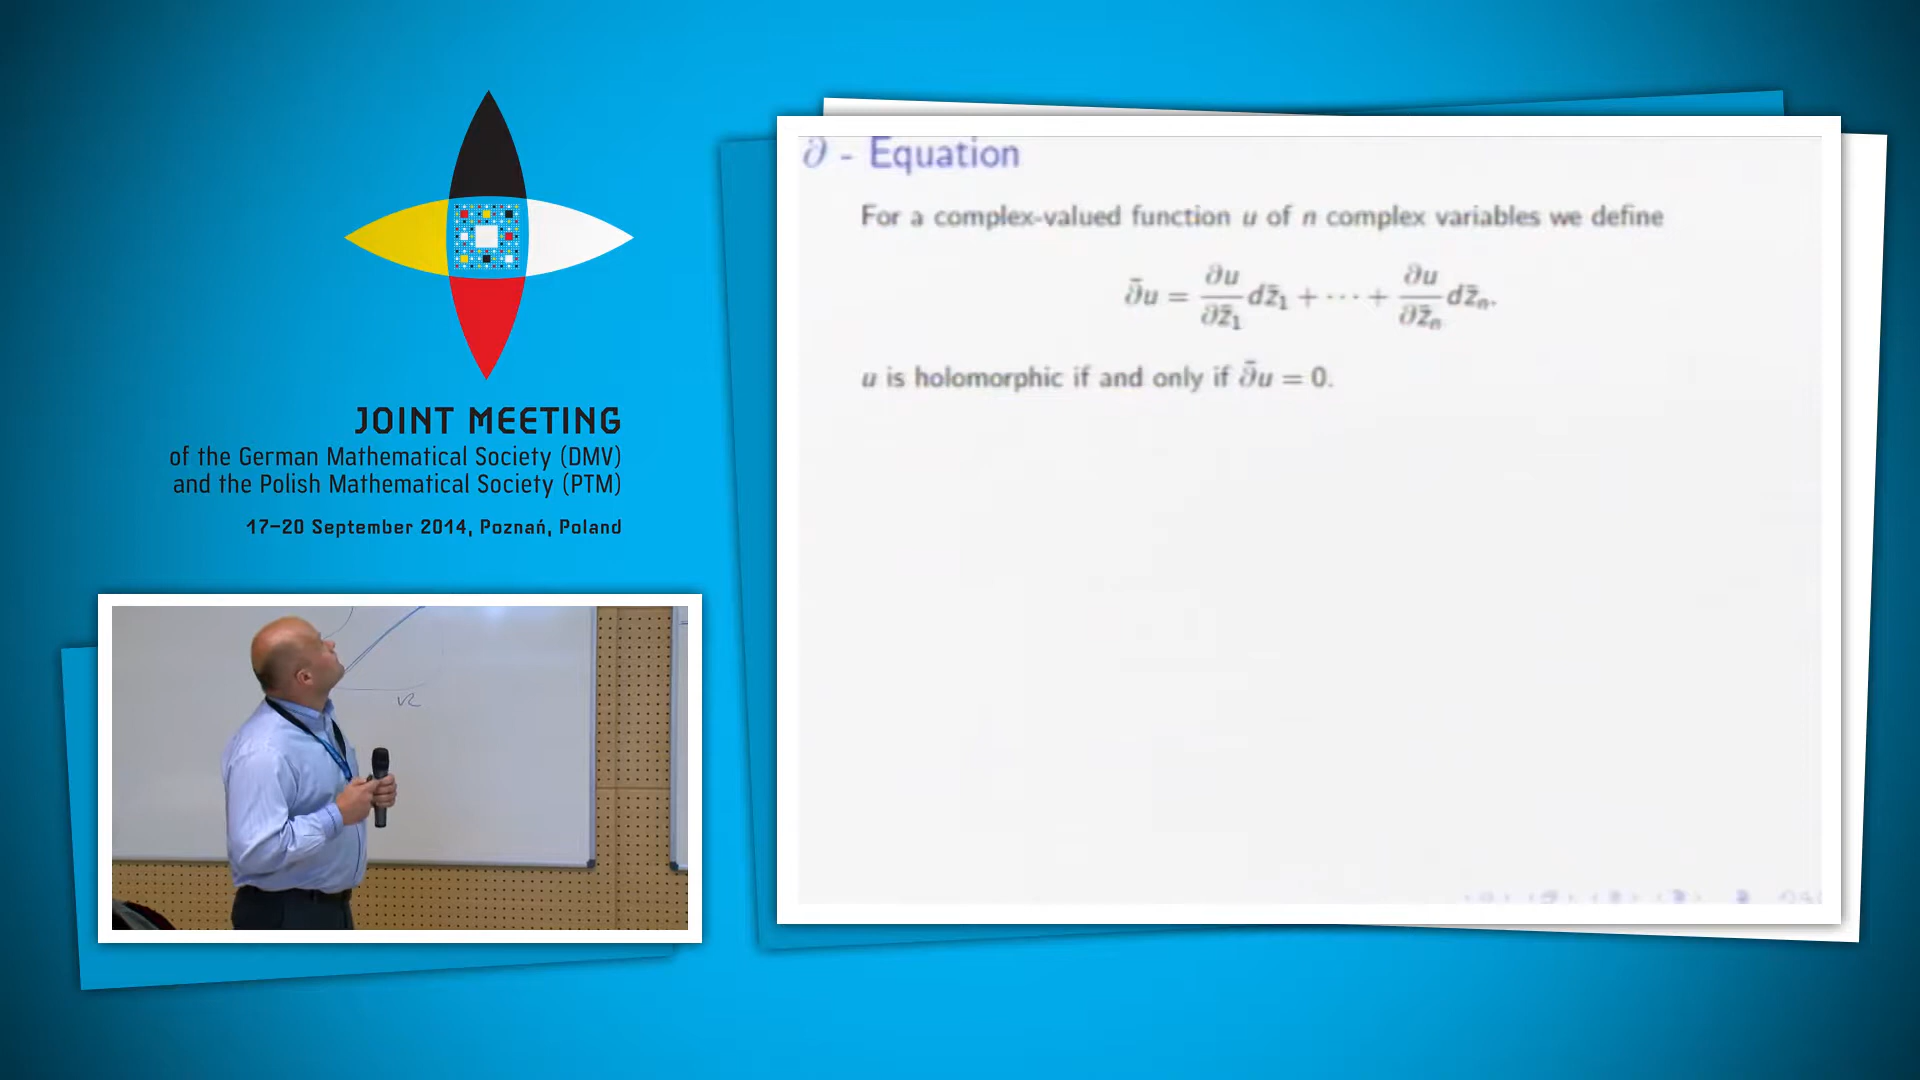 JOINT MEETING
of the German Mathematical Society (DMV)
and the Polish Mathematical Society (PTM)
17–20 September 2014, Poznań, Poland
∂ - Equation
For a complex-valued function u of n complex variables we define
∂̄u = ∂u/∂z̄₁ dz̄₁ + ··· + ∂u/∂z̄ₙ dz̄ₙ.
u is holomorphic if and only if ∂̄u = 0.